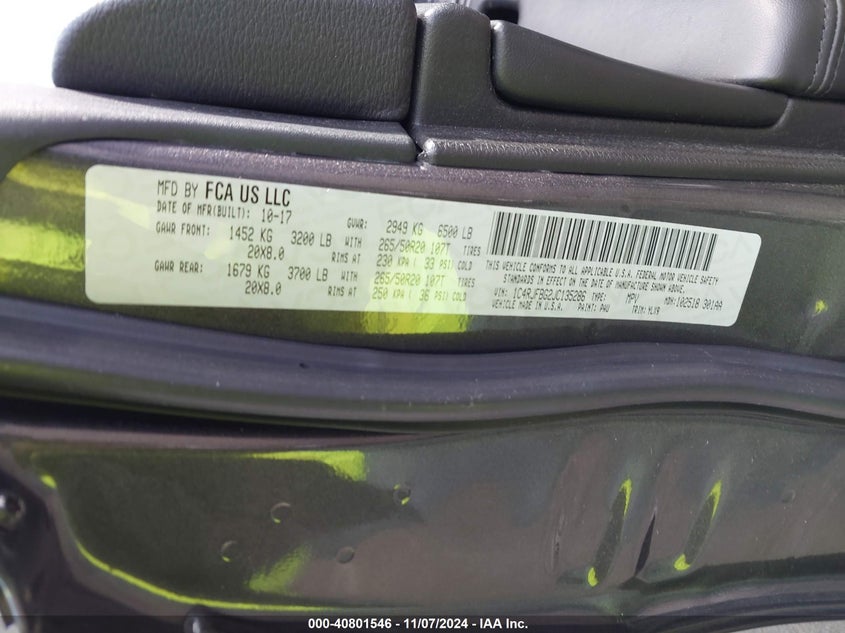 MFD BY FCA US LLC
DATE OF MFR(BUILT): 10-17 GVWR: 2949 KG 6500 LB
GAWR FRONT: 1452 KG 3200 LB WITH 265/50R20 107T TIRES
20X8.0 RIMS AT 230 KPA ( 33 PSI) COLD
GAWR REAR: 1679 KG 3700 LB WITH 265/50R20 107T TIRES
20X8.0 RIMS AT 250 KPA ( 36 PSI) COLD
THIS VEHICLE CONFORMS TO ALL APPLICABLE U.S.A. FEDERAL MOTOR VEHICLE SAFETY
STANDARDS IN EFFECT ON THE DATE OF MANUFACTURE SHOWN ABOVE.
VIN: 1C4RJFBG2JC135286 TYPE: MPV MDH: 102518 301AA
MADE IN U.S.A. PAINT: PAU TRIM: YLX9
000-40801546 - 11/07/2024 - IAA Inc.